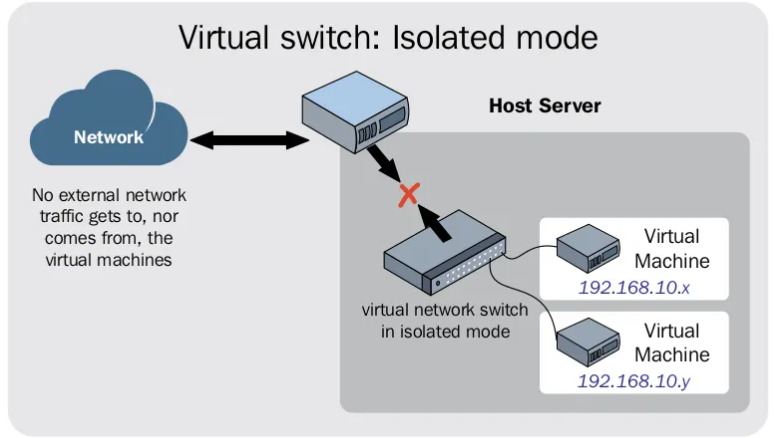 Virtual switch: Isolated mode
Host Server
Network
No external network
traffic gets to, nor
comes from, the
virtual machines
Virtual
Machine
192.168.10.x
virtual network switch
in isolated mode
Virtual
Machine
192.168.10.y